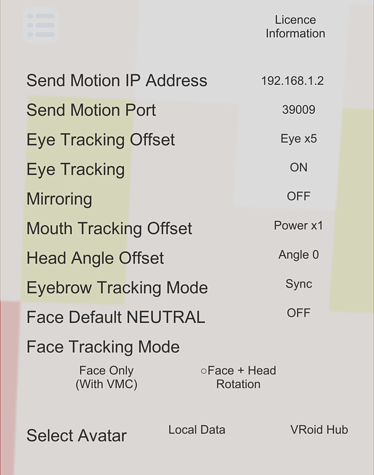 Licence
Information
Send Motion IP Address 192.168.1.2
Send Motion Port 39009
Eye Tracking Offset Eye x5
Eye Tracking ON
Mirroring OFF
Mouth Tracking Offset Power x1
Head Angle Offset Angle 0
Eyebrow Tracking Mode Sync
Face Default NEUTRAL OFF
Face Tracking Mode
Face Only ○Face + Head
(With VMC) Rotation
Select Avatar Local Data VRoid Hub